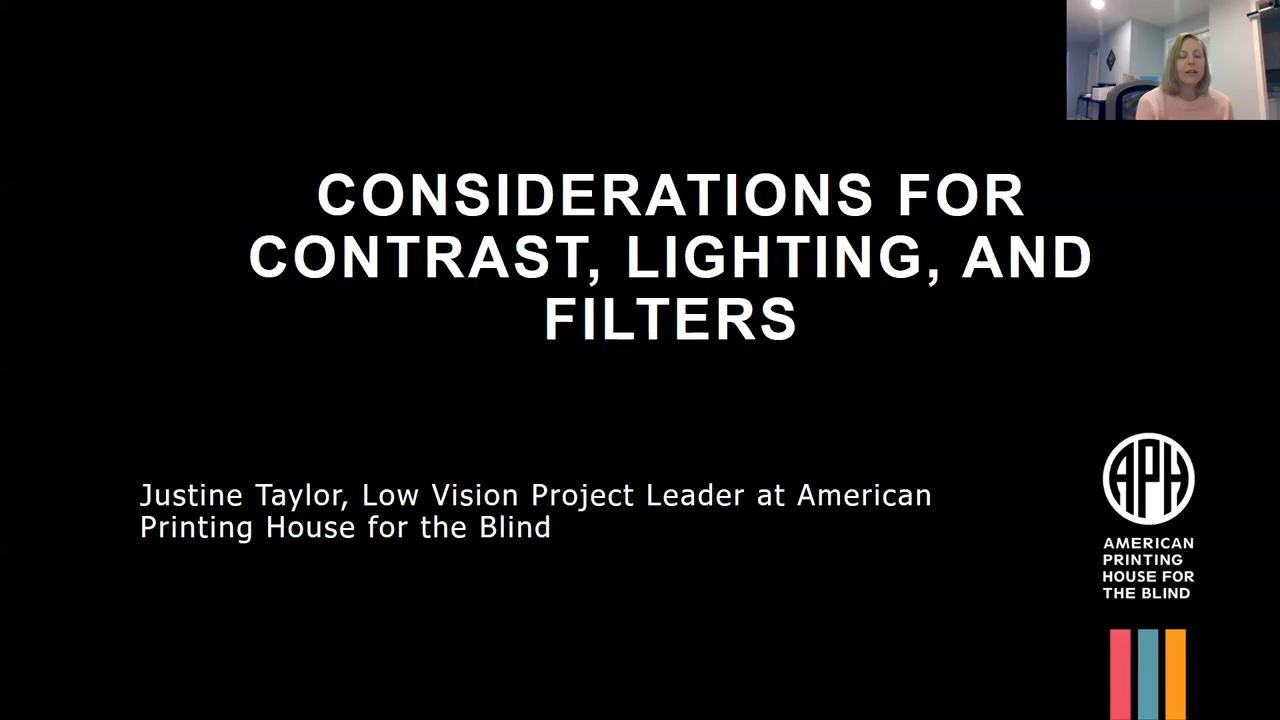 CONSIDERATIONS FOR
CONTRAST, LIGHTING, AND
FILTERS
Justine Taylor, Low Vision Project Leader at American
Printing House for the Blind
APH
AMERICAN
PRINTING
HOUSE FOR
THE BLIND